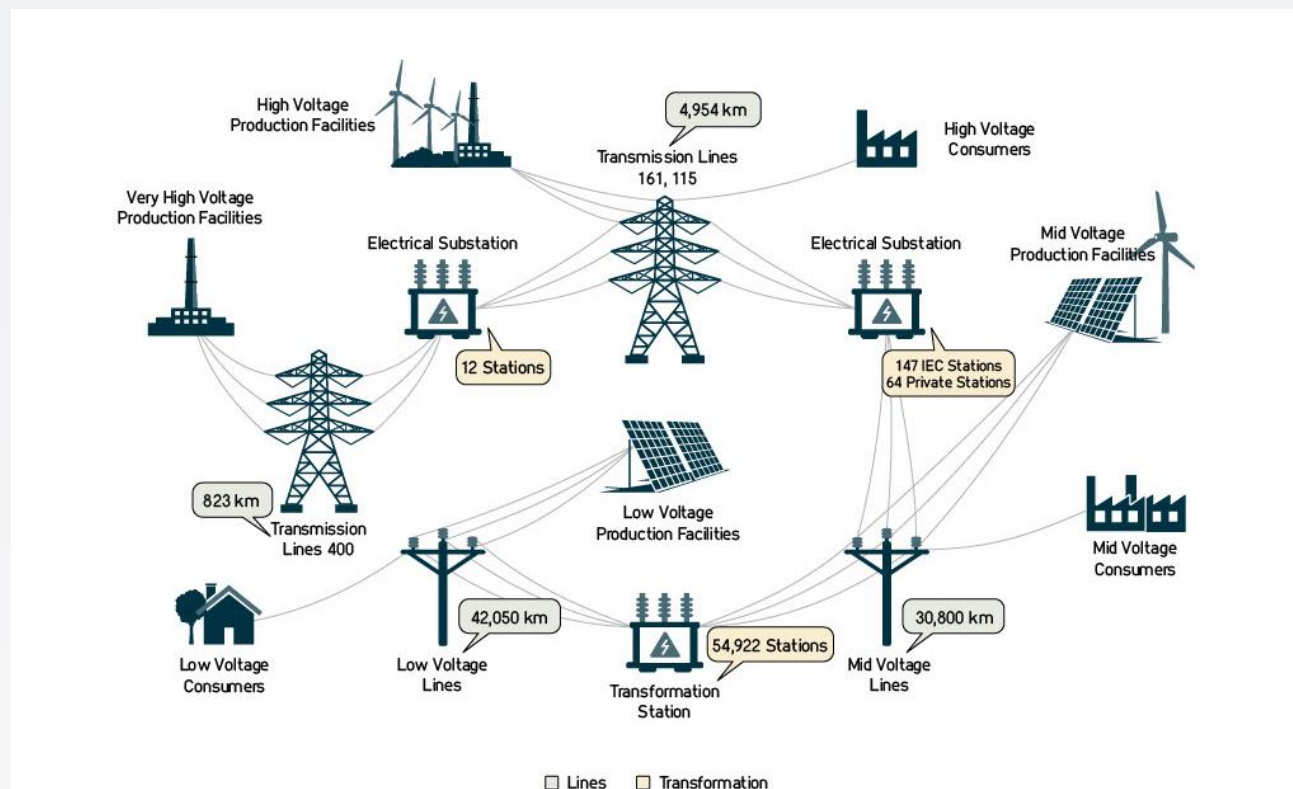 High Voltage
Production Facilities
4,954 km
Transmission Lines
161, 115
High Voltage
Consumers
Very High Voltage
Production Facilities
Electrical Substation
12 Stations
Electrical Substation
147 IEC Stations
64 Private Stations
Mid Voltage
Production Facilities
823 km
Transmission
Lines 400
Low Voltage
Production Facilities
Mid Voltage
Consumers
Low Voltage
Consumers
42,050 km
Low Voltage
Lines
54,922 Stations
Transformation
Station
30,800 km
Mid Voltage
Lines
Lines
Transformation